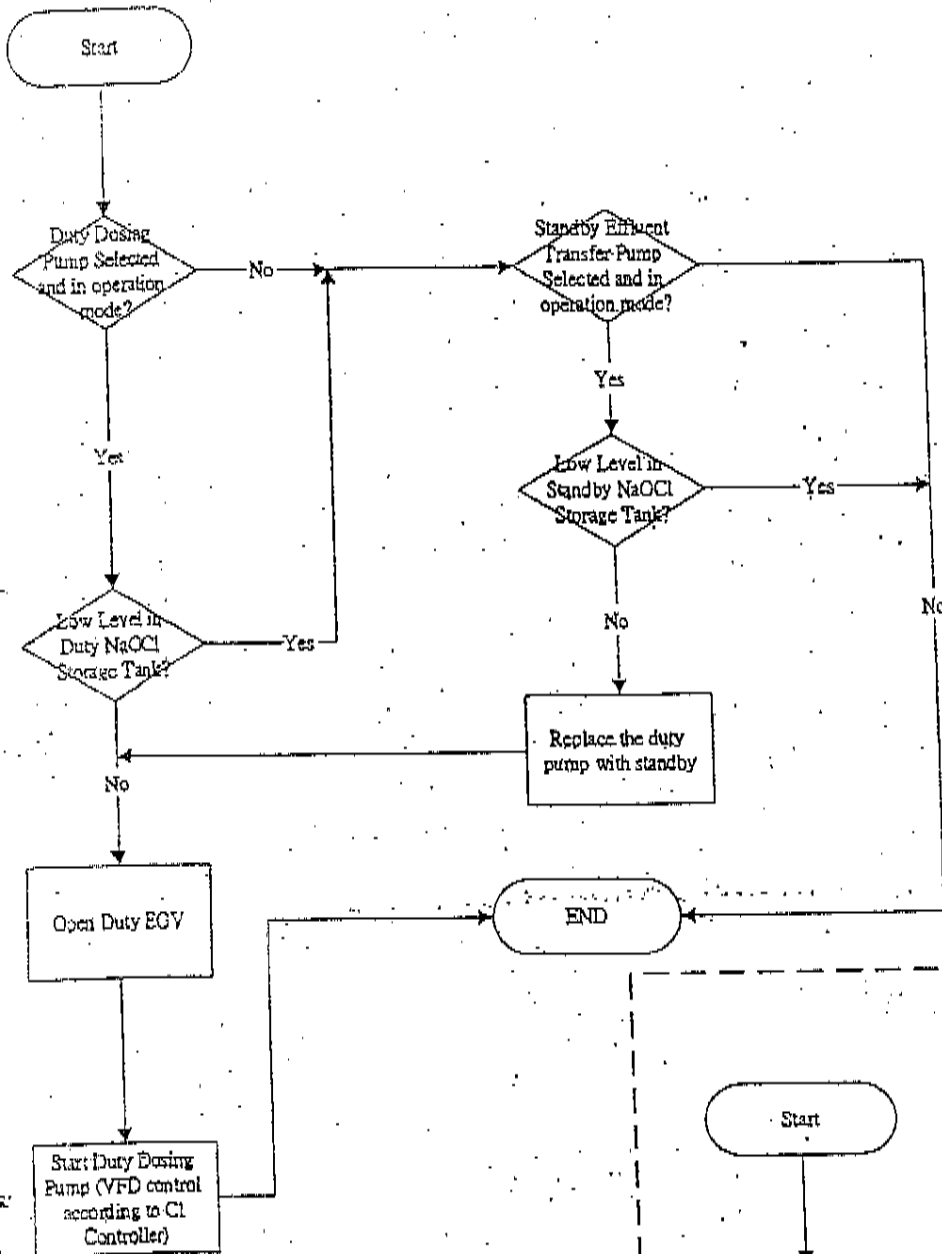 Start
Duty Dosing
Pump Selected
and in operation
mode?
No
Standby Effluent
Transfer Pump
Selected and in
operation mode?
Yes
Yes
Low Level in
Standby NaOCl
Storage Tank?
Yes
No
No
Low Level in
Duty NaOCl
Storage Tank?
Yes
Replace the duty
pump with standby
No
Open Duty EGV
END
Start
Start Duty Dosing
Pump (VFD control
according to Cl
Controller)